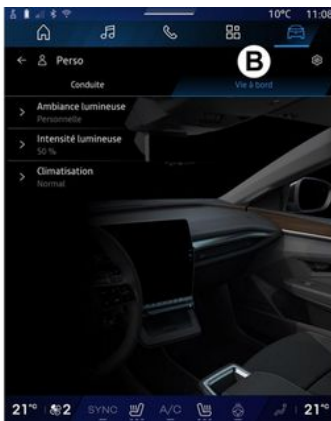 10°C 11:08
Perso
B
Conduite
Vie à bord
Ambiance lumineuse
Personnelle
Intensité lumineuse
50 %
Climatisation
Normal
21°C 2 SYNC A/C 21°C